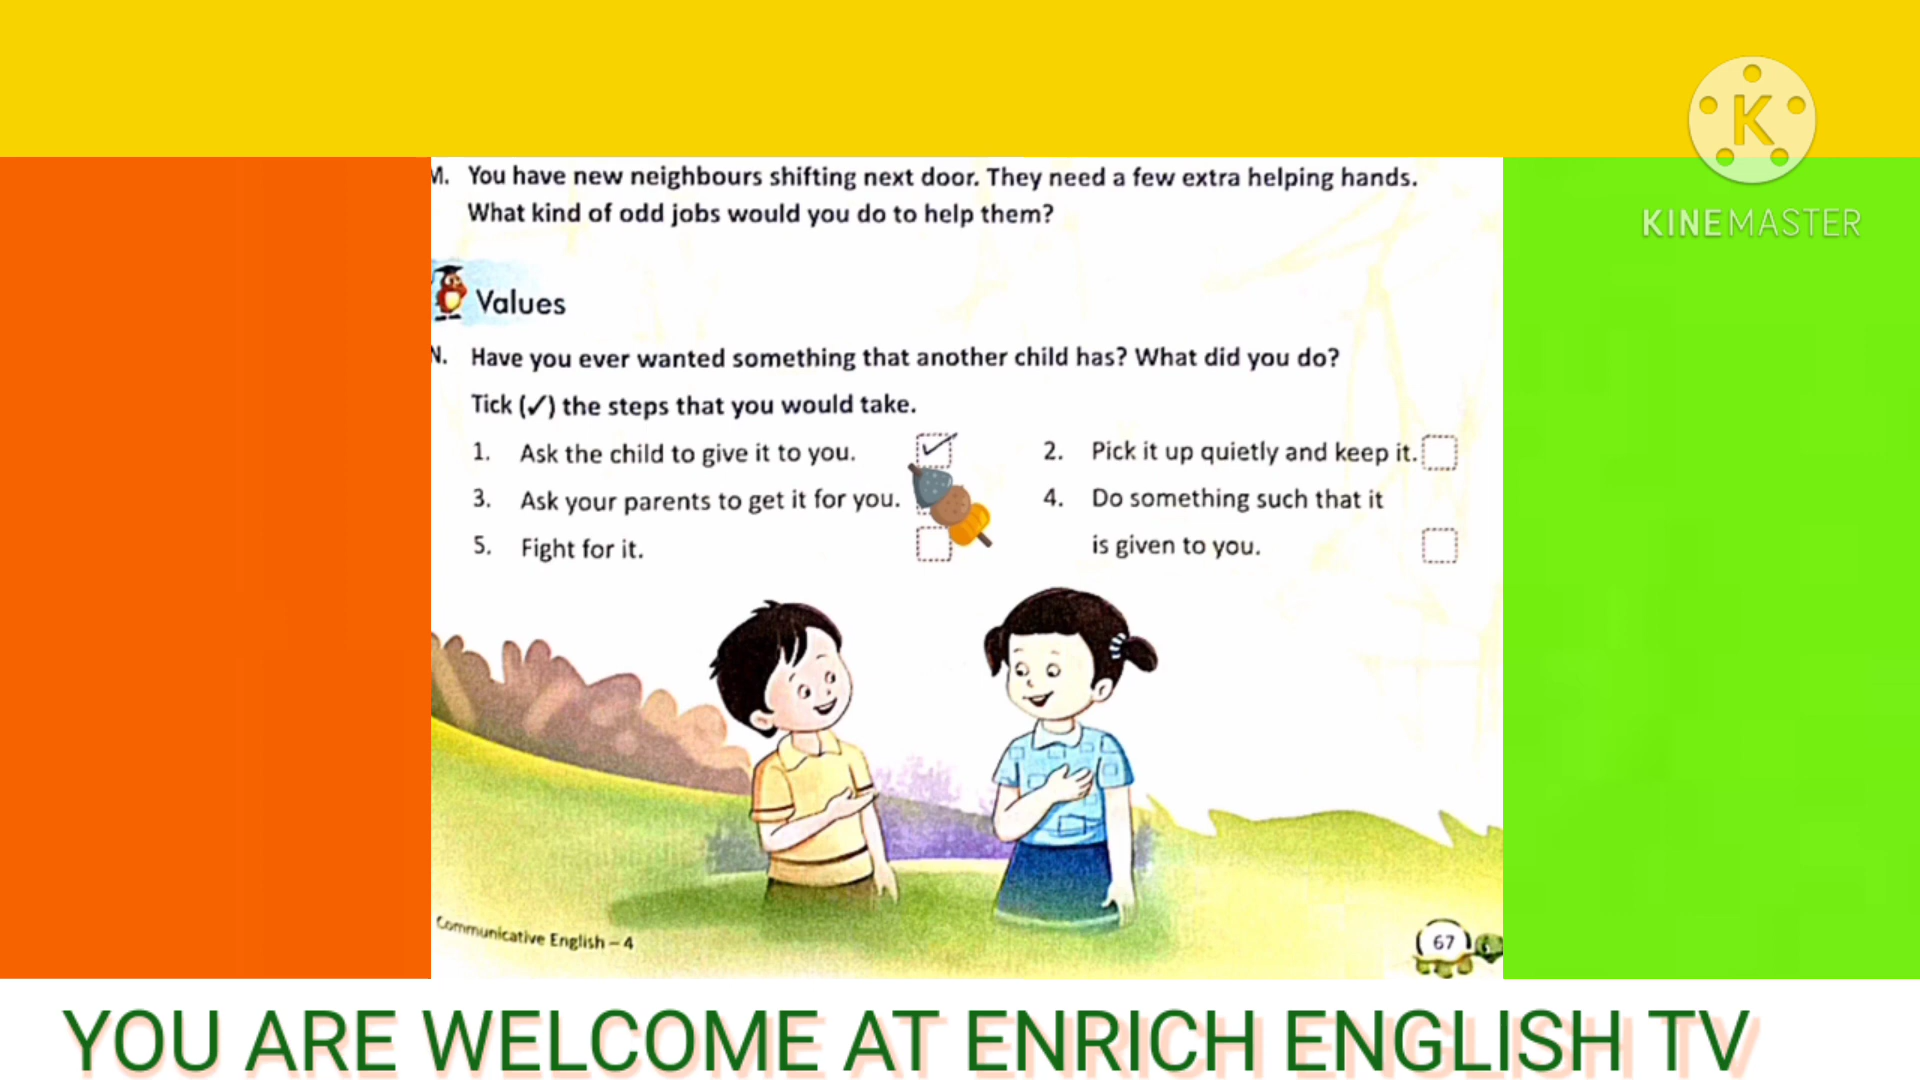 K
KINEMASTER
M. You have new neighbours shifting next door. They need a few extra helping hands.
What kind of odd jobs would you do to help them?
Values
N. Have you ever wanted something that another child has? What did you do?
Tick (✓) the steps that you would take.
1. Ask the child to give it to you. ✓
2. Pick it up quietly and keep it.
3. Ask your parents to get it for you.
4. Do something such that it
is given to you.
5. Fight for it.
Communicative English – 4
67
YOU ARE WELCOME AT ENRICH ENGLISH TV